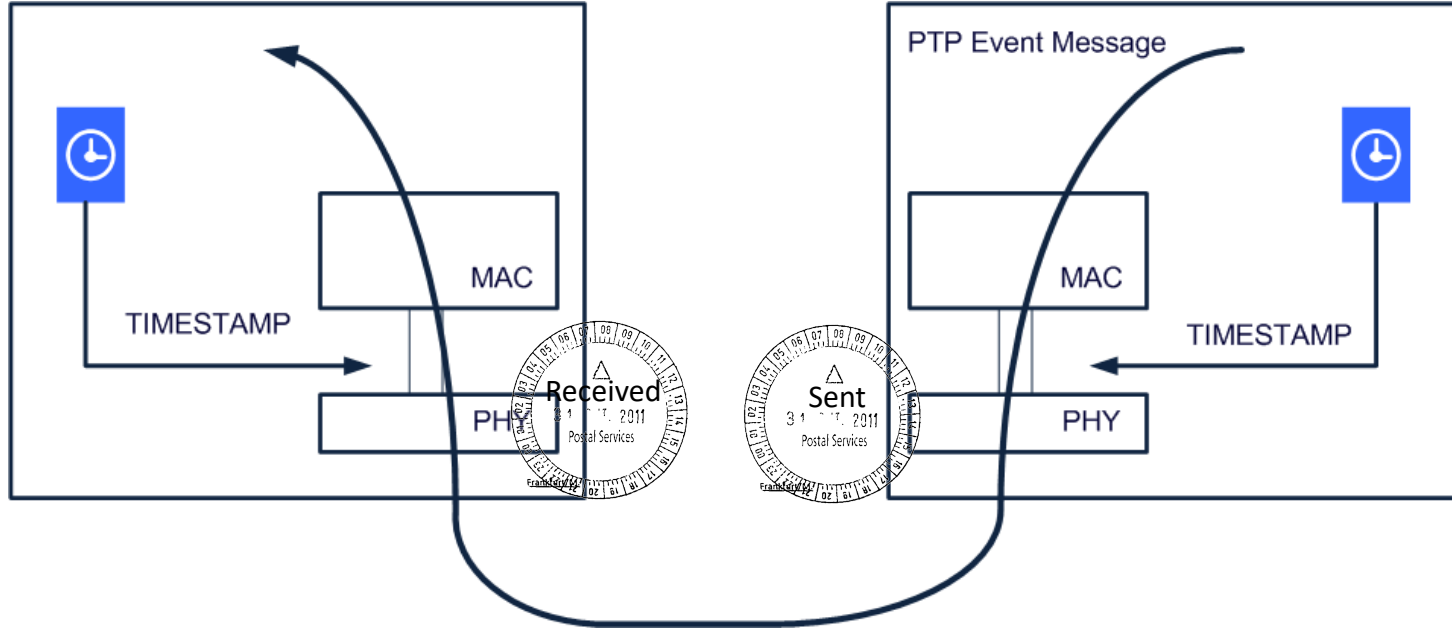 PTP Event Message
MAC
MAC
TIMESTAMP
TIMESTAMP
Received
Sent
2011
2011
PHY
PHY
Postal Services
Postal Services